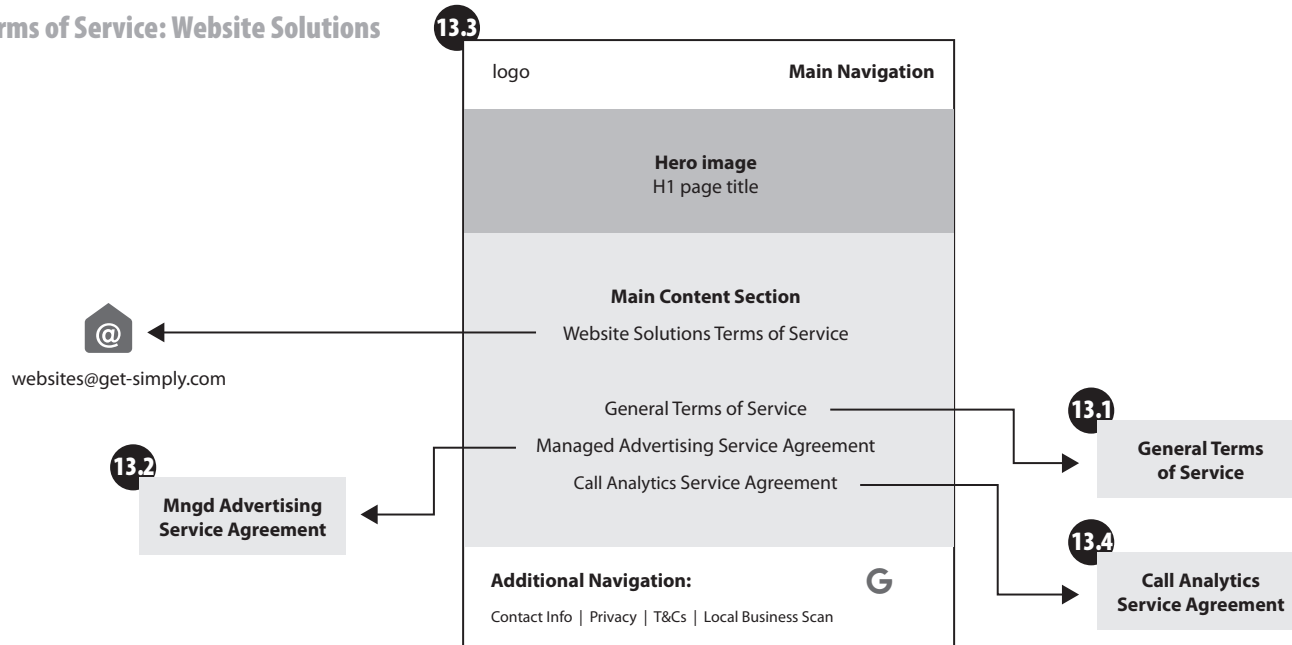 rms of Service: Website Solutions
13.3
logo
Main Navigation
Hero image
H1 page title
Main Content Section
Website Solutions Terms of Service
@
websites@get-simply.com
General Terms of Service
Managed Advertising Service Agreement
Call Analytics Service Agreement
13.1
General Terms
of Service
13.2
Mngd Advertising
Service Agreement
13.4
Call Analytics
Service Agreement
Additional Navigation:
G
Contact Info | Privacy | T&Cs | Local Business Scan